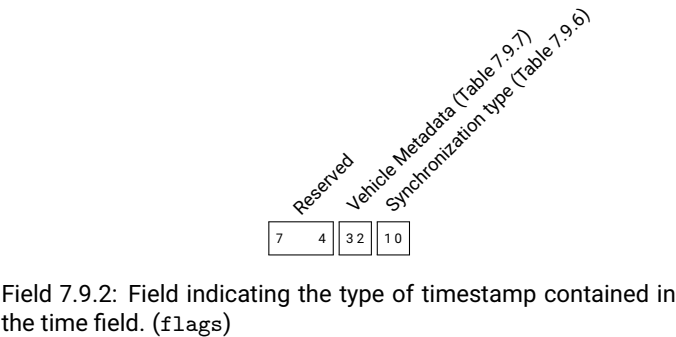 Reserved
Vehicle Metadata (Table 7.9.7)
Synchronization type (Table 7.9.6)
7 4 3 2 1 0
Field 7.9.2: Field indicating the type of timestamp contained in
the time field. (flags)